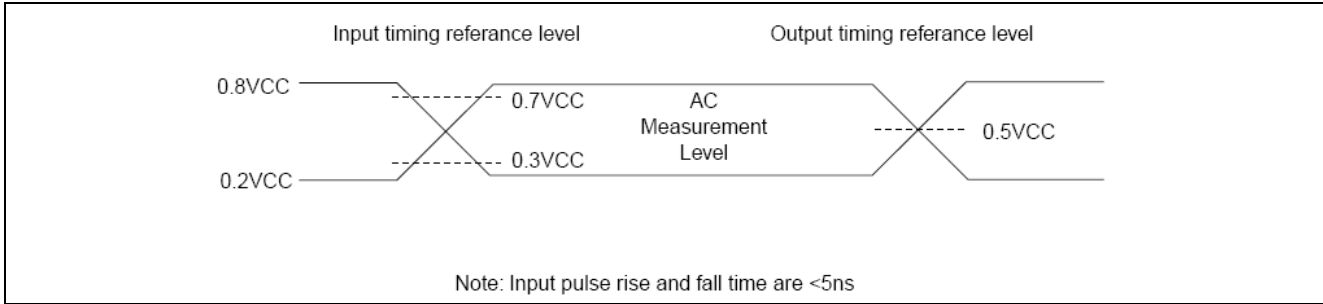 Input timing referance level
Output timing referance level
0.8VCC
0.7VCC
AC
Measurement
Level
0.5VCC
0.3VCC
0.2VCC
Note: Input pulse rise and fall time are <5ns